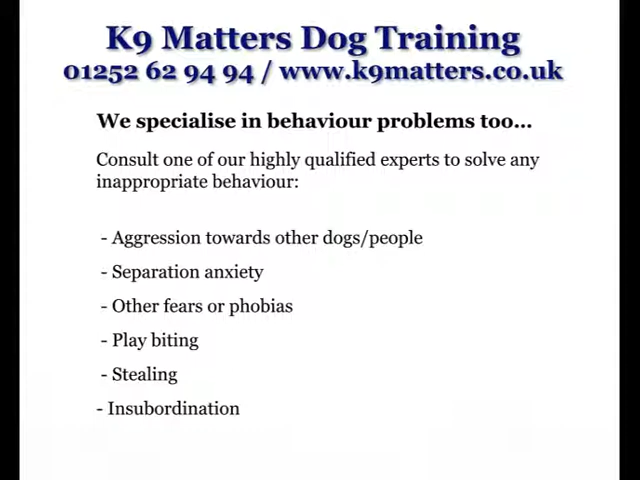 K9 Matters Dog Training
01252 62 94 94 / www.k9matters.co.uk
We specialise in behaviour problems too...
Consult one of our highly qualified experts to solve any
inappropriate behaviour:
- Aggression towards other dogs/people
- Separation anxiety
- Other fears or phobias
- Play biting
- Stealing
- Insubordination